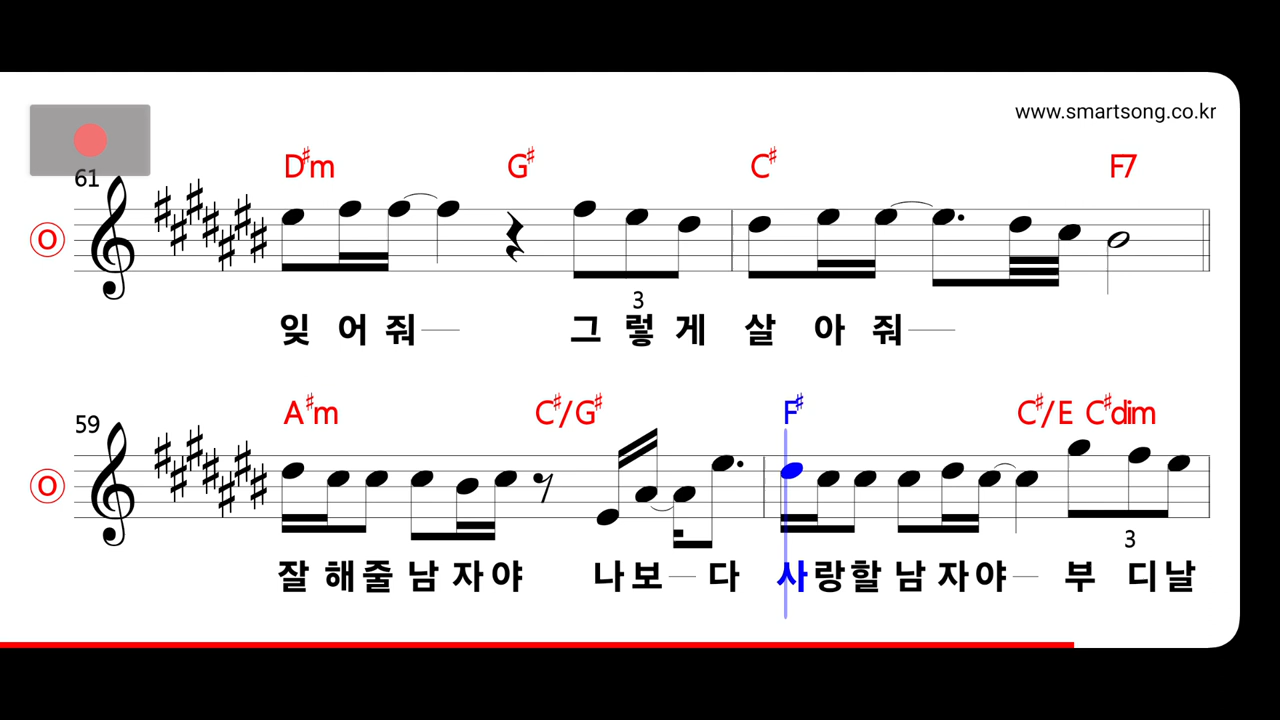 www.smartsong.co.kr
D♯m G♯ C♯ F7
61
O
3
잊 어 줘 그 렇 게 살 아 줘
A♯m C♯/G♯ F♯ C♯/E C♯dim
59
O
3
잘 해 줄 남 자 야 나 보 다 사 랑 할 남 자 야 부 디 날